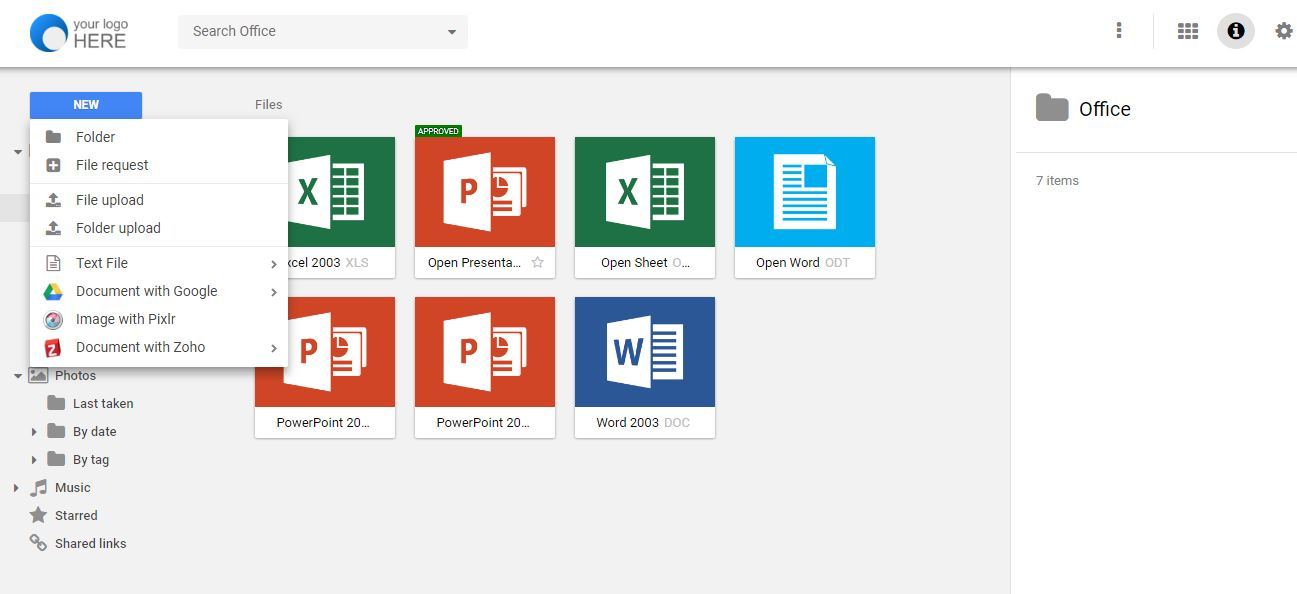 your logo
HERE
Search Office
NEW
Folder
File request
File upload
Folder upload
Text File
Document with Google
Image with Pixlr
Document with Zoho
Photos
Last taken
By date
By tag
Music
Starred
Shared links
Files
xcel 2003 XLS
APPROVED
Open Presenta...
Open Sheet O...
Open Word ODT
PowerPoint 20...
PowerPoint 20...
Word 2003 DOC
X
P
X
P
P
W
Office
7 items